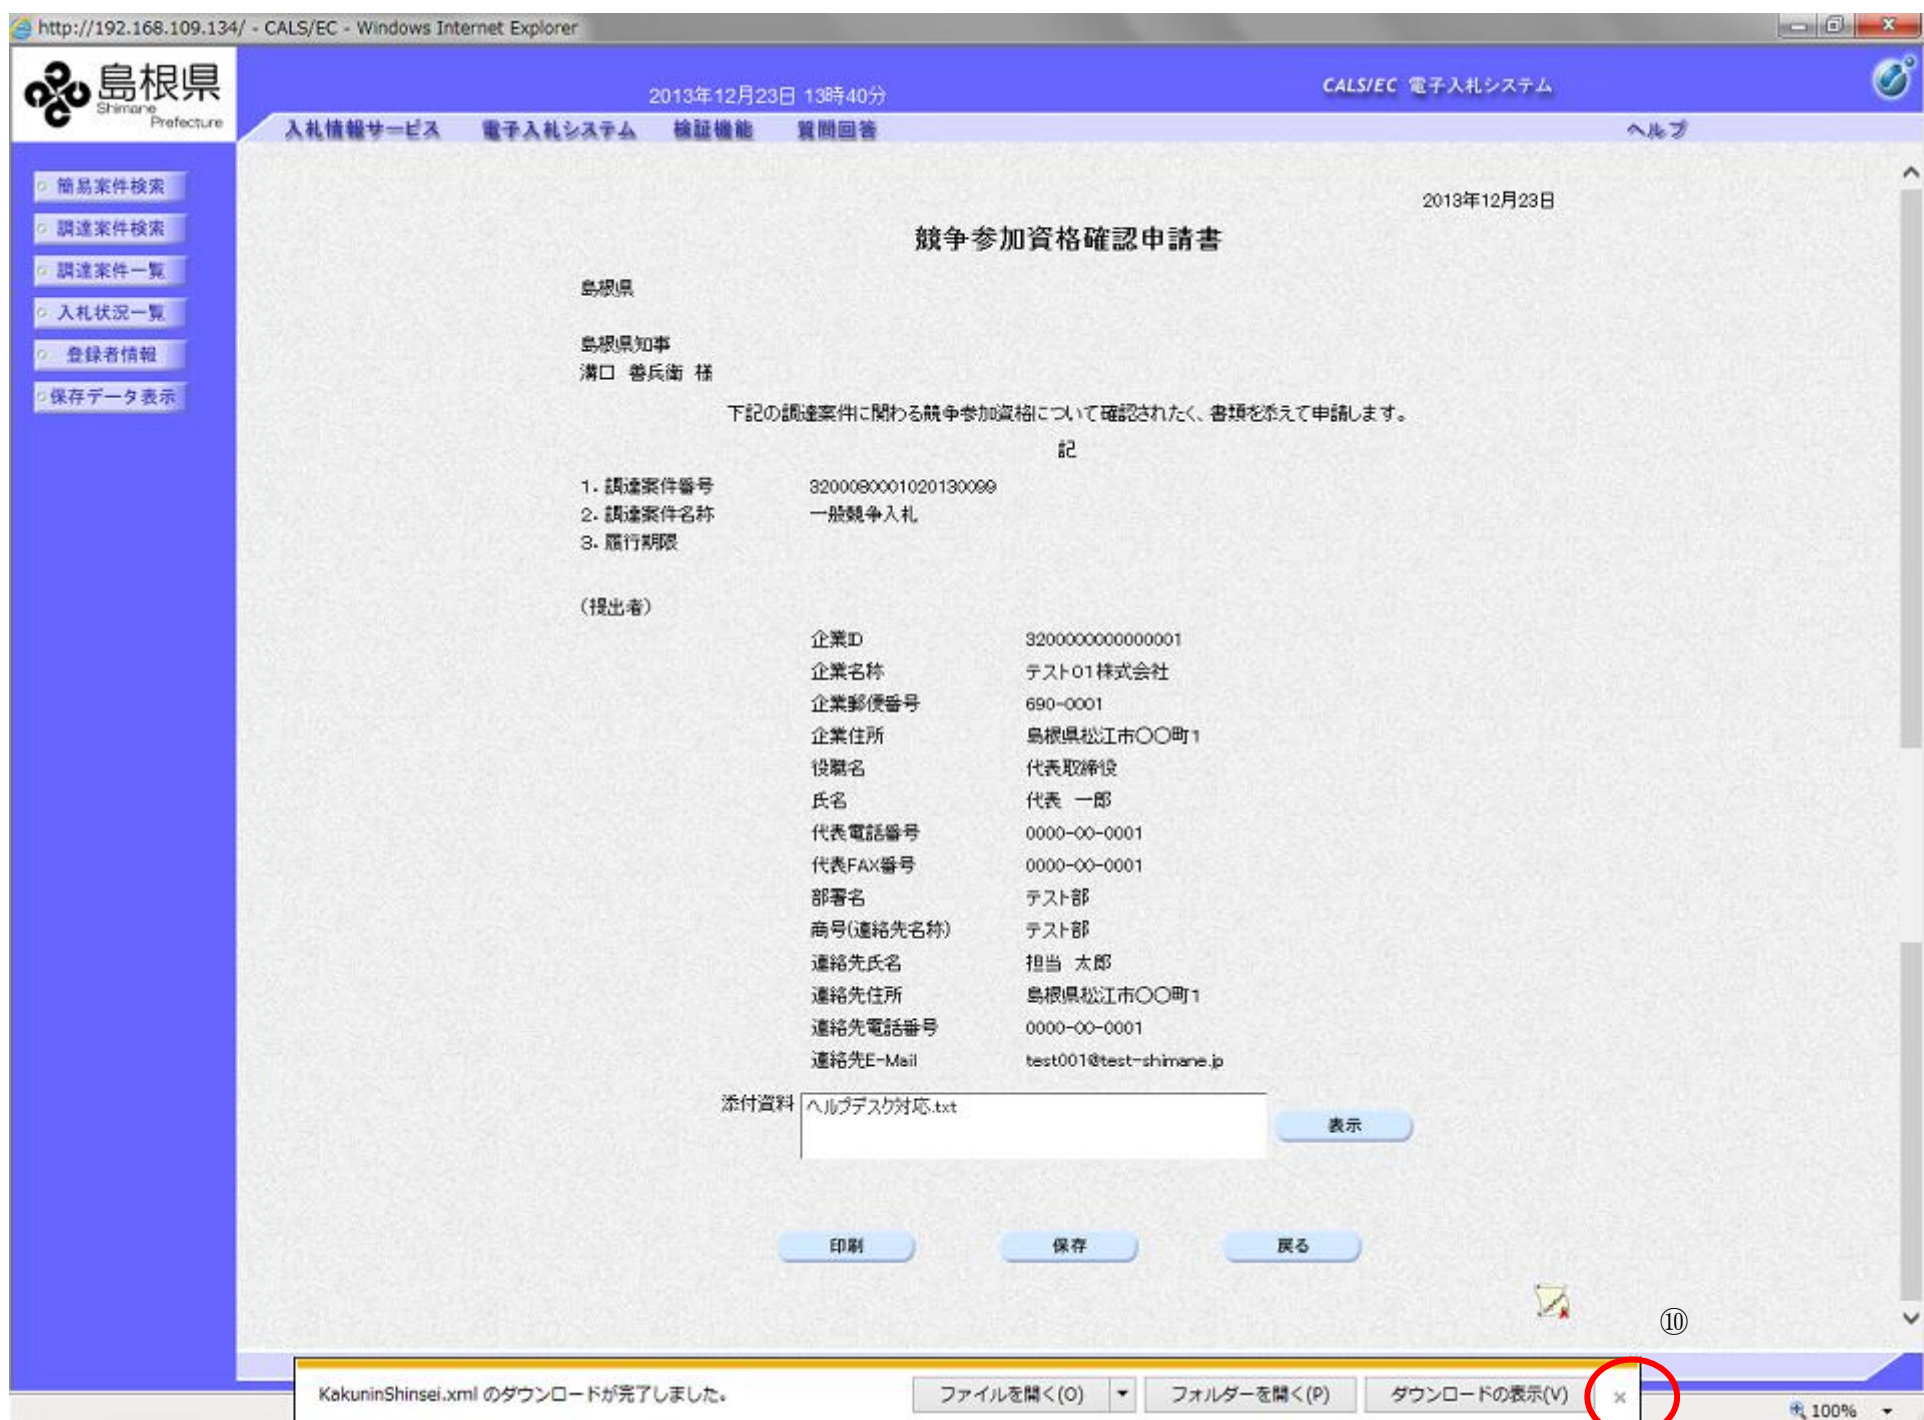 http://192.168.109.134/ - CALS/EC - Windows Internet Explorer
島根県
Shimane
Prefecture
2013年12月23日 13時40分
CALS/EC 電子入札システム
入札情報サービス 電子入札システム 検証機能 質問回答 ヘルプ
簡易案件検索
調達案件検索
調達案件一覧
入札状況一覧
登録者情報
保存データ表示
2013年12月23日
競争参加資格確認申請書
島根県
島根県知事
溝口 善兵衛 様
下記の調達案件に関わる競争参加資格について確認されたく、書類を添えて申請します。
記
1. 調達案件番号 3200080001020130099
2. 調達案件名称 一般競争入札
3. 履行期限
(提出者)
企業ID 3200000000000001
企業名称 テスト01株式会社
企業郵便番号 690-0001
企業住所 島根県松江市〇〇町1
役職名 代表取締役
氏名 代表 一郎
代表電話番号 0000-00-0001
代表FAX番号 0000-00-0001
部署名 テスト部
商号(連絡先名称) テスト部
連絡先氏名 担当 太郎
連絡先住所 島根県松江市〇〇町1
連絡先電話番号 0000-00-0001
連絡先E-Mail test001@test-shimane.jp
添付資料 ヘルプデスク対応.txt
表示
印刷 保存 戻る
⑩
KakuninShinsei.xml のダウンロードが完了しました。 ファイルを開く(O) フォルダーを開く(P) ダウンロードの表示(V) ×
100%